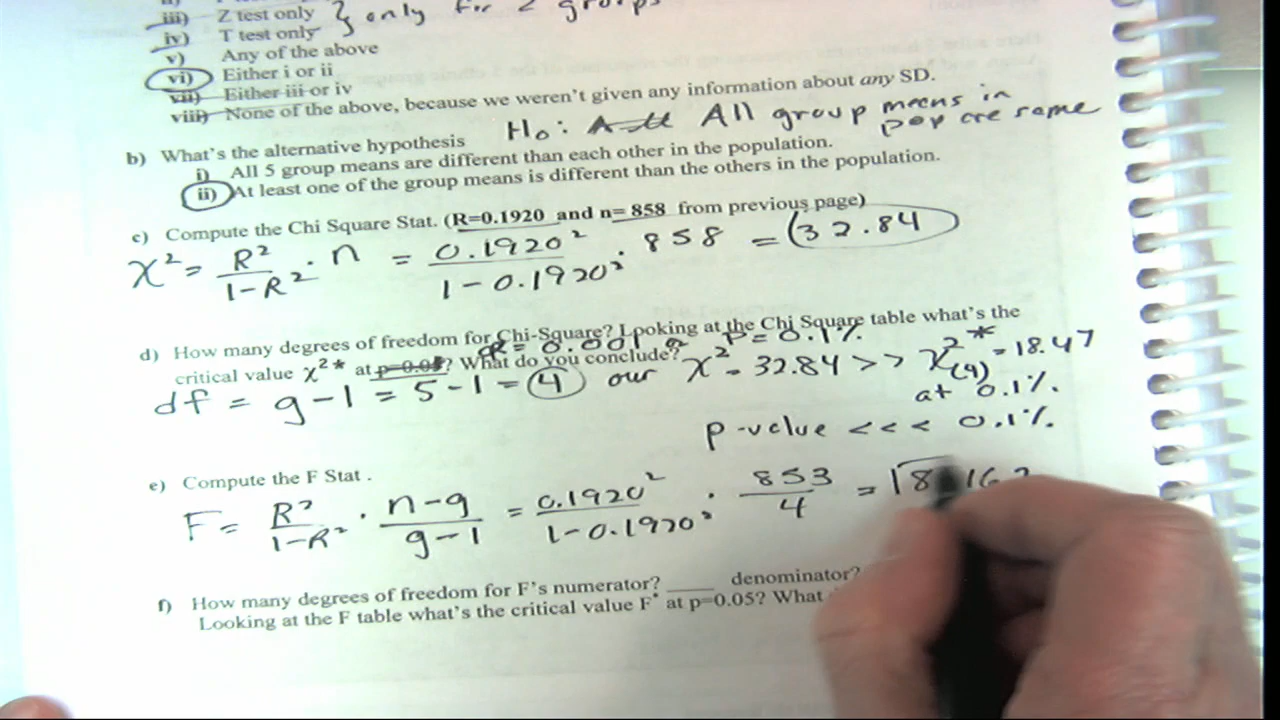 iii) Z test only } only for 2 groups
iv) T test only
v) Any of the above
vi) Either i or ii
vii) Either iii or iv
viii) None of the above, because we weren't given any information about any SD.
H₀: All group means in pop are same
b) What's the alternative hypothesis
i) All 5 group means are different than each other in the population.
ii) At least one of the group means is different than the others in the population.
c) Compute the Chi Square Stat. (R=0.1920 and n= 858 from previous page)
χ² = R²/1-R² · n = 0.1920²/1-0.1920² · 858 = 32.84
d) How many degrees of freedom for Chi-Square? Looking at the Chi Square table what's the
critical value χ²* at p=0.05? What do you conclude?
= 0.001 or p = 0.1%
df = g-1 = 5-1 = 4 our χ² = 32.84 >> χ²*(4) = 18.47
at 0.1%.
p-value <<< 0.1%
e) Compute the F Stat .
F = R²/1-R² · n-g/g-1 = 0.1920²/1-0.1920² · 853/4 =
f) How many degrees of freedom for F's numerator? ____ denominator?
Looking at the F table what's the critical value F* at p=0.05? What